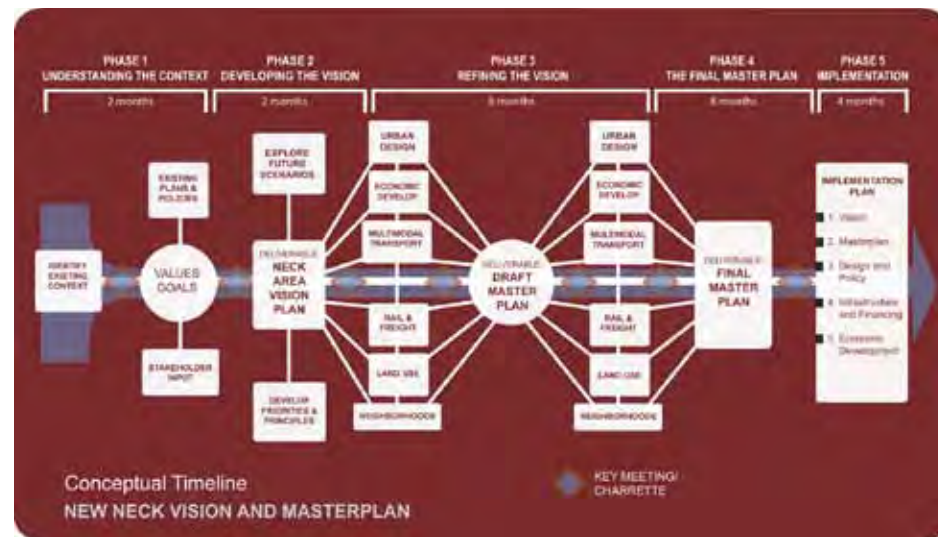 PHASE 1
UNDERSTANDING THE CONTEXT
2 months
PHASE 2
DEVELOPING THE VISION
2 months
PHASE 3
REFINING THE VISION
months
PHASE 4
THE FINAL MASTER PLAN
months
PHASE 5
IMPLEMENTATION
4 months
IDENTIFY
EXISTING
CONTEXT
EXISTING
PLANS &
POLICIES
VALUES
GOALS
STAKEHOLDER
INPUT
EXPLORE
FUTURE
SCENARIOS
DELIVERABLE:
NECK
AREA
VISION
PLAN
DEVELOP
PRIORITIES &
PRINCIPLES
URBAN
DESIGN
ECONOMIC
DEVELOP
MULTIMODAL
TRANSPORT
RAIL &
FREIGHT
LAND USE
NEIGHBORHOODS
DELIVERABLE:
DRAFT
MASTER
PLAN
URBAN
DESIGN
ECONOMIC
DEVELOP
MULTIMODAL
TRANSPORT
RAIL &
FREIGHT
LAND USE
NEIGHBORHOODS
DELIVERABLE:
FINAL
MASTER
PLAN
IMPLEMENTATION
PLAN
1. Vision
2. Masterplan
3. Design and
Policy
4. Infrastructure
and Financing
5. Economic
Development
KEY MEETING/
CHARRETTE
Conceptual Timeline
NEW NECK VISION AND MASTERPLAN